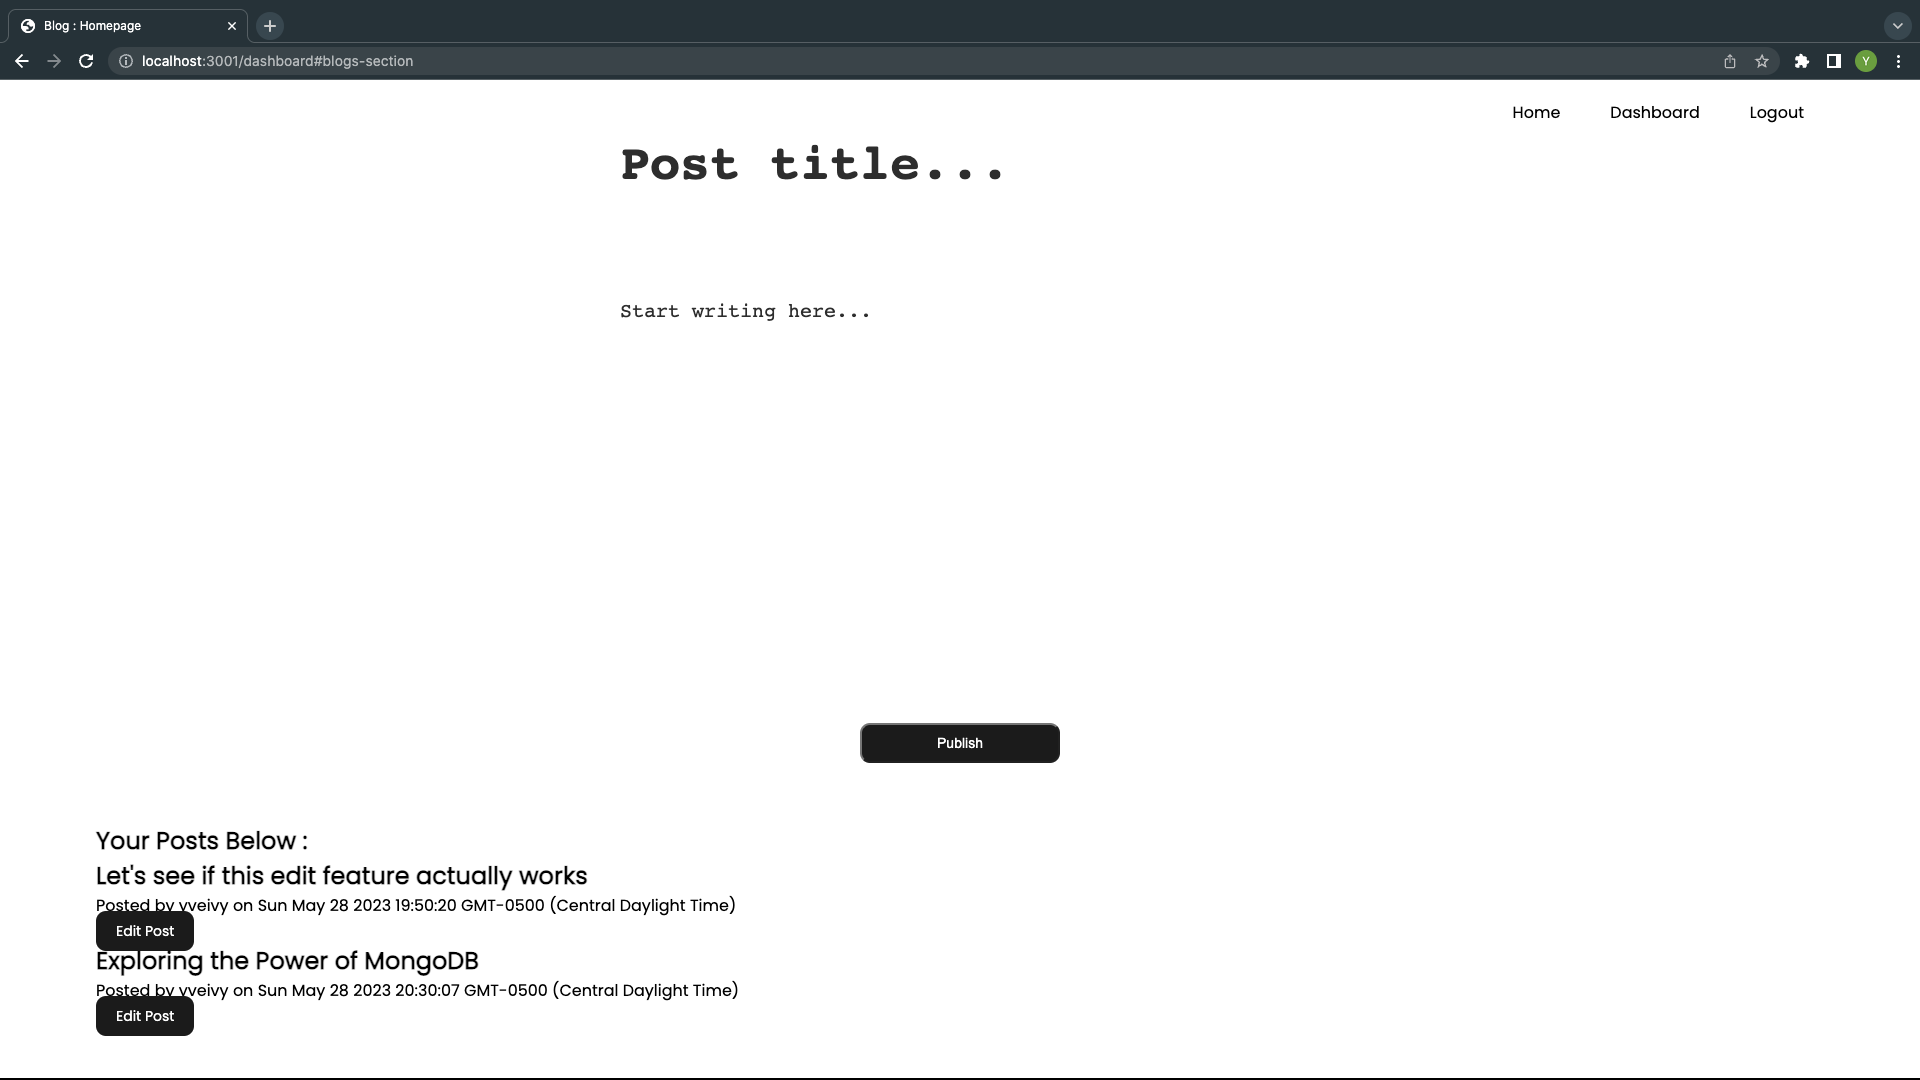 Blog : Homepage
localhost:3001/dashboard#blogs-section
Y
Home Dashboard Logout
Post title...
Start writing here...
Publish
Your Posts Below :
Let's see if this edit feature actually works
Posted by yveivy on Sun May 28 2023 19:50:20 GMT-0500 (Central Daylight Time)
Edit Post
Exploring the Power of MongoDB
Posted by yveivy on Sun May 28 2023 20:30:07 GMT-0500 (Central Daylight Time)
Edit Post